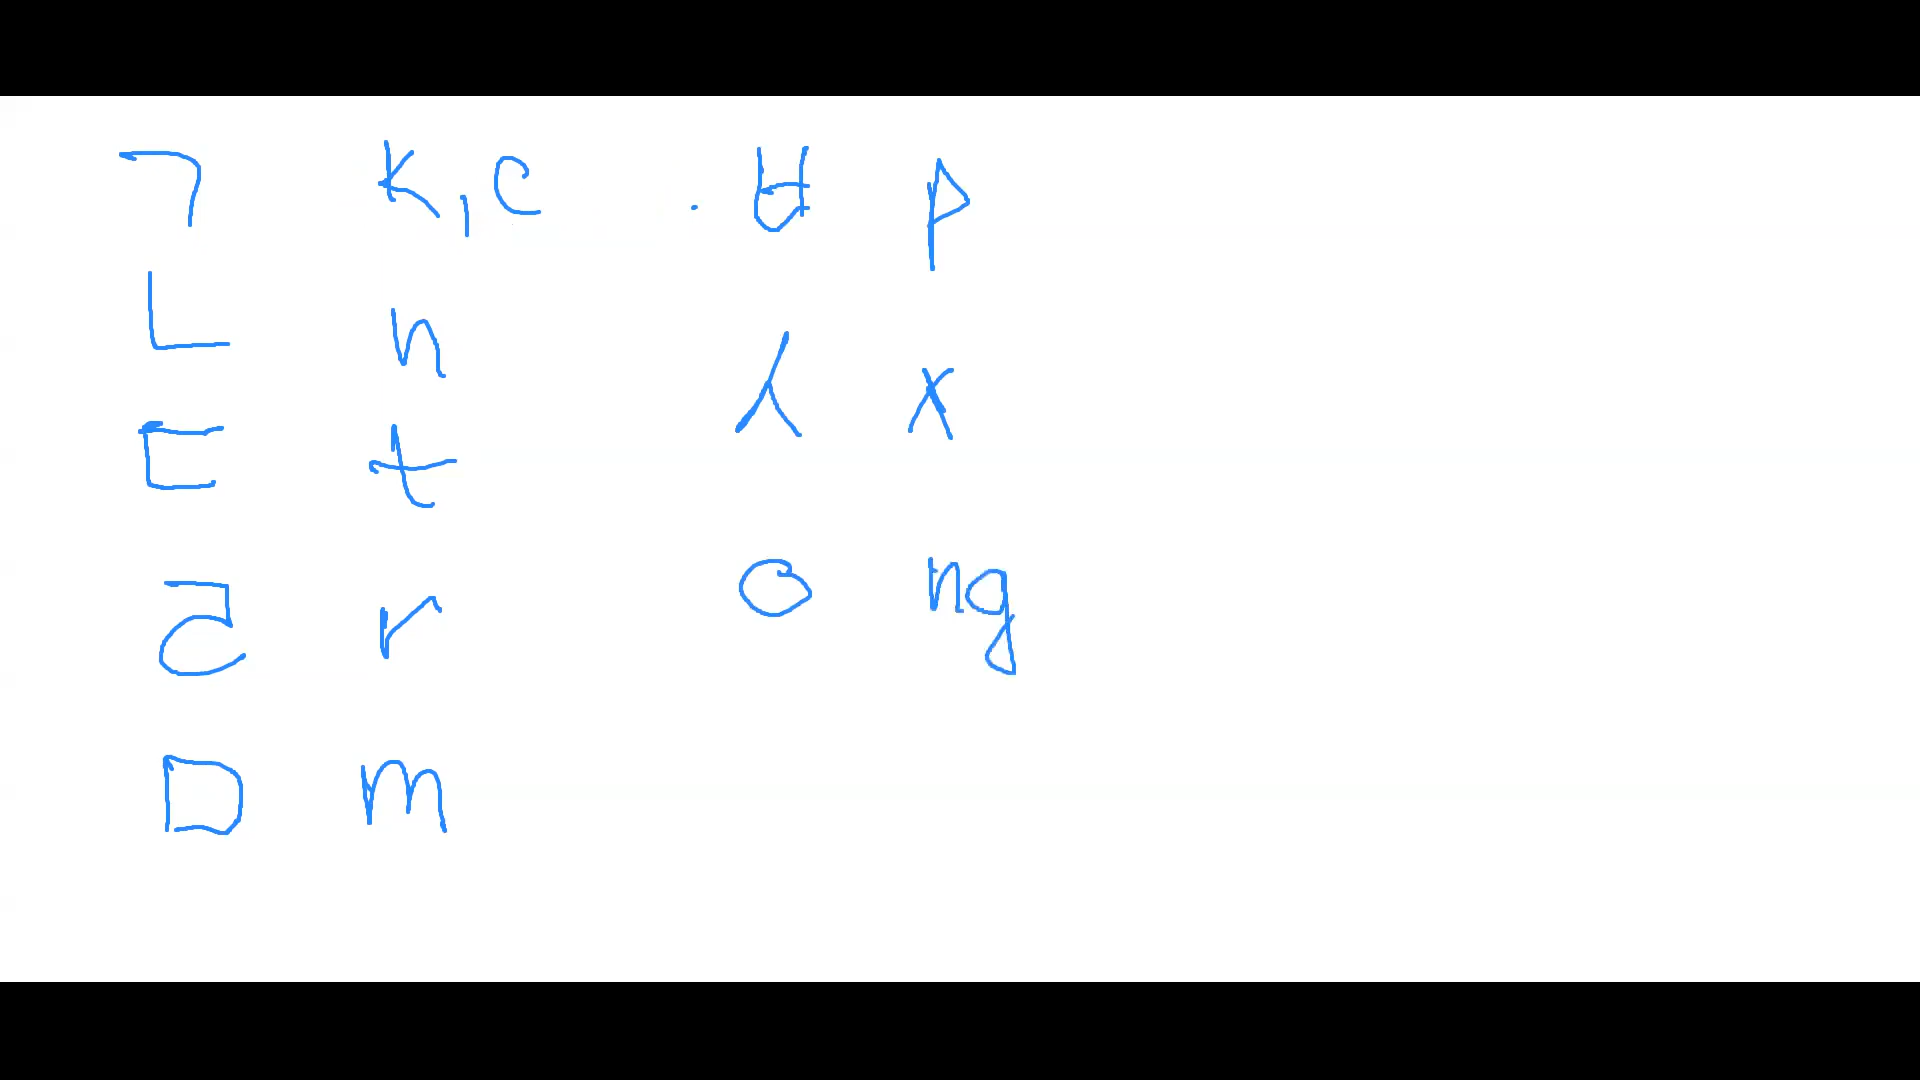 ㄱ k, c
ㄴ n
ㄷ t
ㄹ r
ㅁ m
ㅂ p
ㅅ x
ㅇ ng